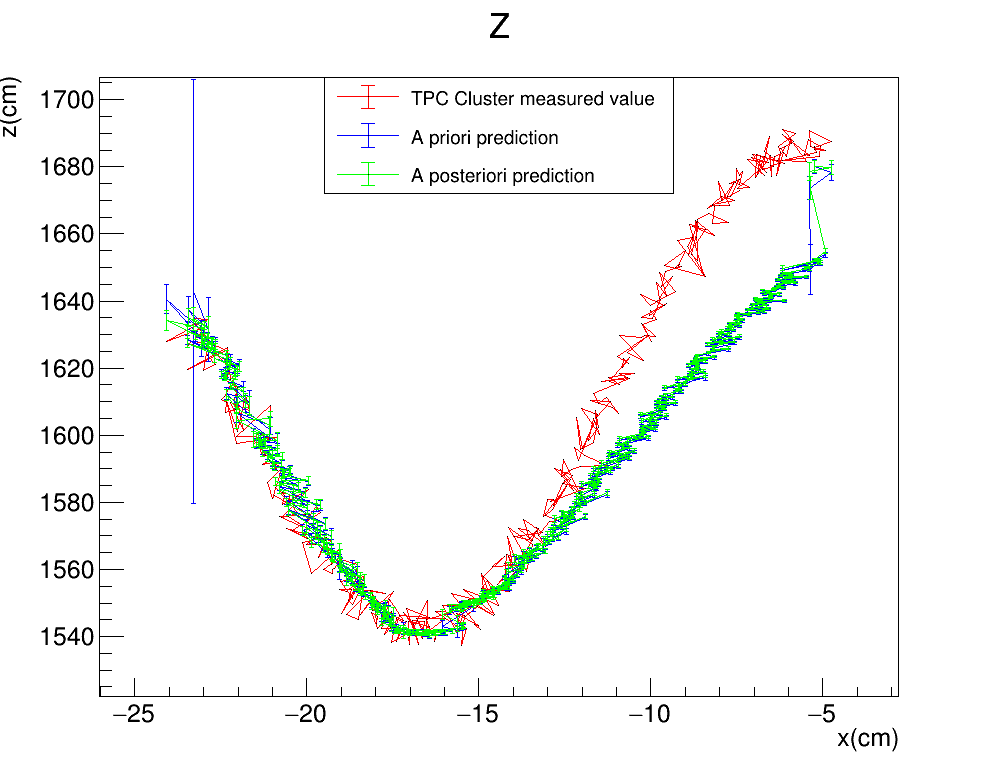 Z
z(cm)
1700
1680
1660
1640
1620
1600
1580
1560
1540
TPC Cluster measured value
A priori prediction
A posteriori prediction
−25 −20 −15 −10 −5
x(cm)